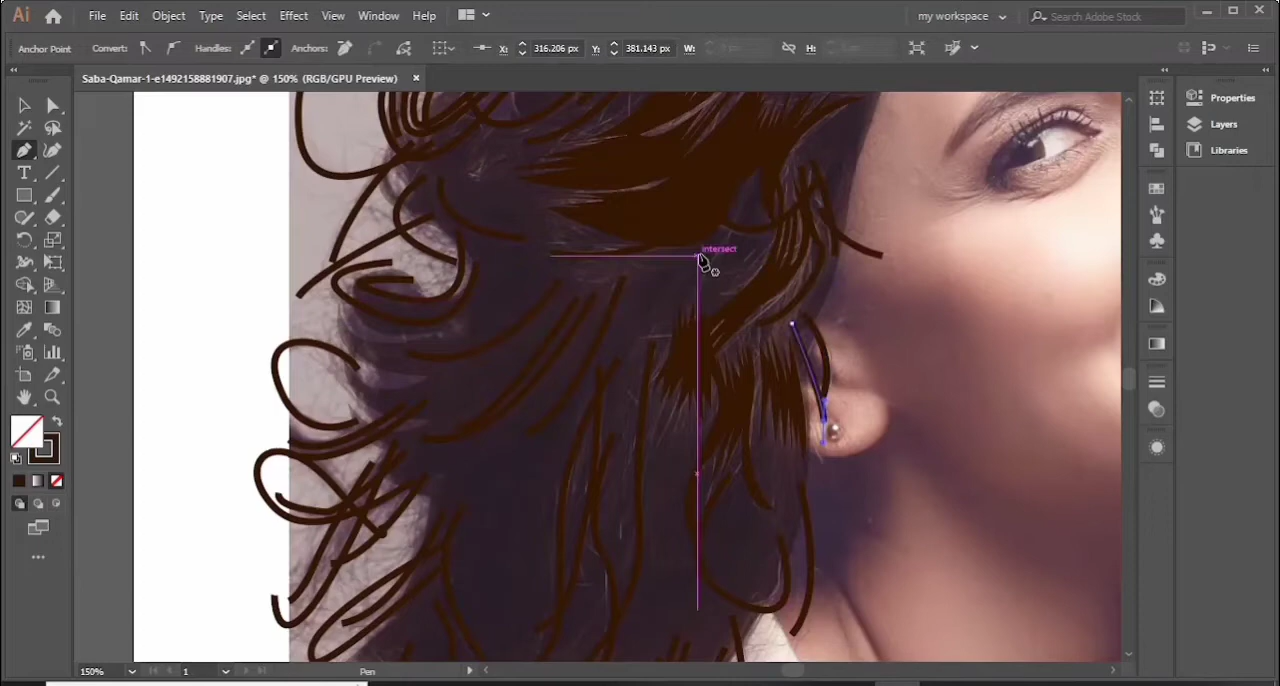 Ai File Edit Object Type Select Effect View Window Help my workspace Search Adobe Stock
Anchor Point Convert: Handles: Anchors: X: 316.206 px Y: 381.143 px W: H:
Saba-Qamar-1-e1492158881907.jpg* @ 150% (RGB/GPU Preview)
Properties
Layers
Libraries
intersect
150% 1 Pen